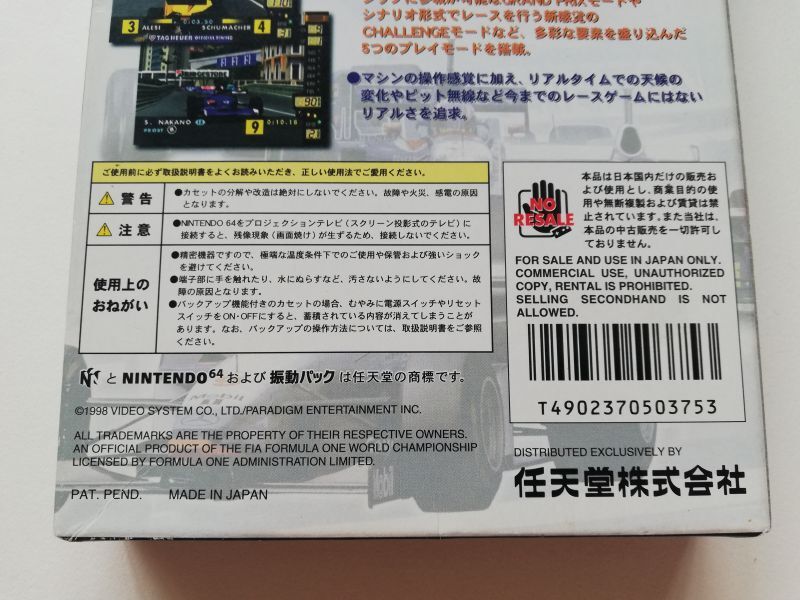 0:03.50
3 ALESI SCHUMACHER 4
TAG HEUER OFFICIAL TIMING
BRIDGESTONE
S. NAKANO
0:10.18
9
シナリオ形式でレースを行う新感覚の
CHALLENGEモードなど、多彩な要素を盛り込んだ
5つのプレイモードを搭載。
●マシンの操作感覚に加え、リアルタイムでの天候の
変化やピット無線など今までのレースゲームにはない
リアルさを追求。
ご使用前に必ず取扱説明書をよくお読みいただき、正しい使用法でご愛用ください。
警告
●カセットの分解や改造は絶対にしないでください。故障や火災、感電の原因
となります。
注意
●NINTENDO 64をプロジェクションテレビ(スクリーン投影式のテレビ)に
接続すると、残像現象(画面焼け)が生ずるため、接続しないでください。
使用上の
おねがい
●精密機器ですので、極端な温度条件下でのご使用や保管および強いショック
を避けてください。
●端子部に手を触れたり、水にぬらすなど、汚さないようにしてください。故
障の原因となります。
●バックアップ機能付きのカセットの場合、むやみに電源スイッチやリセット
スイッチをON・OFFにすると、蓄積されている内容が消えてしまうことが
あります。なお、バックアップの操作方法については、取扱説明書をご参照
ください。
と NINTENDO64 および 振動パック は任天堂の商標です。
©1998 VIDEO SYSTEM CO., LTD/PARADIGM ENTERTAINMENT INC.
ALL TRADEMARKS ARE THE PROPERTY OF THEIR RESPECTIVE OWNERS.
AN OFFICIAL PRODUCT OF THE FIA FORMULA ONE WORLD CHAMPIONSHIP
LICENSED BY FORMULA ONE ADMINISTRATION LIMITED.
PAT. PEND. MADE IN JAPAN
NO
RESALE
本品は日本国内だけの販売お
よび使用とし、商業目的の使
用や無断複製および賃貸は禁
止されています。また当社は、
本品の中古販売を一切許可し
ておりません。
FOR SALE AND USE IN JAPAN ONLY.
COMMERCIAL USE, UNAUTHORIZED
COPY, RENTAL IS PROHIBITED.
SELLING SECONDHAND IS NOT
ALLOWED.
T4902370503753
DISTRIBUTED EXCLUSIVELY BY
任天堂株式会社